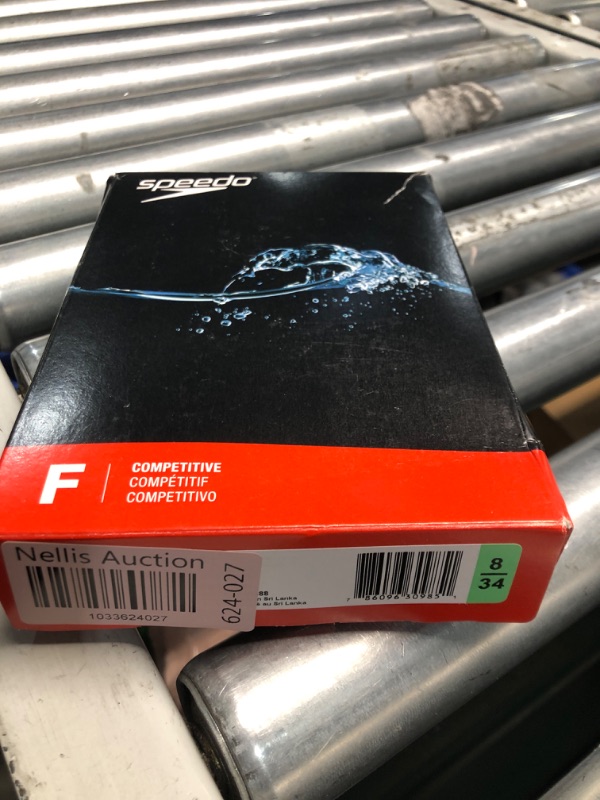 speedo
F
COMPETITIVE
COMPÉTITIF
COMPETITIVO
Nellis Auction
1033624027
624-027
Sri Lanka
au Sri Lanka
8
34